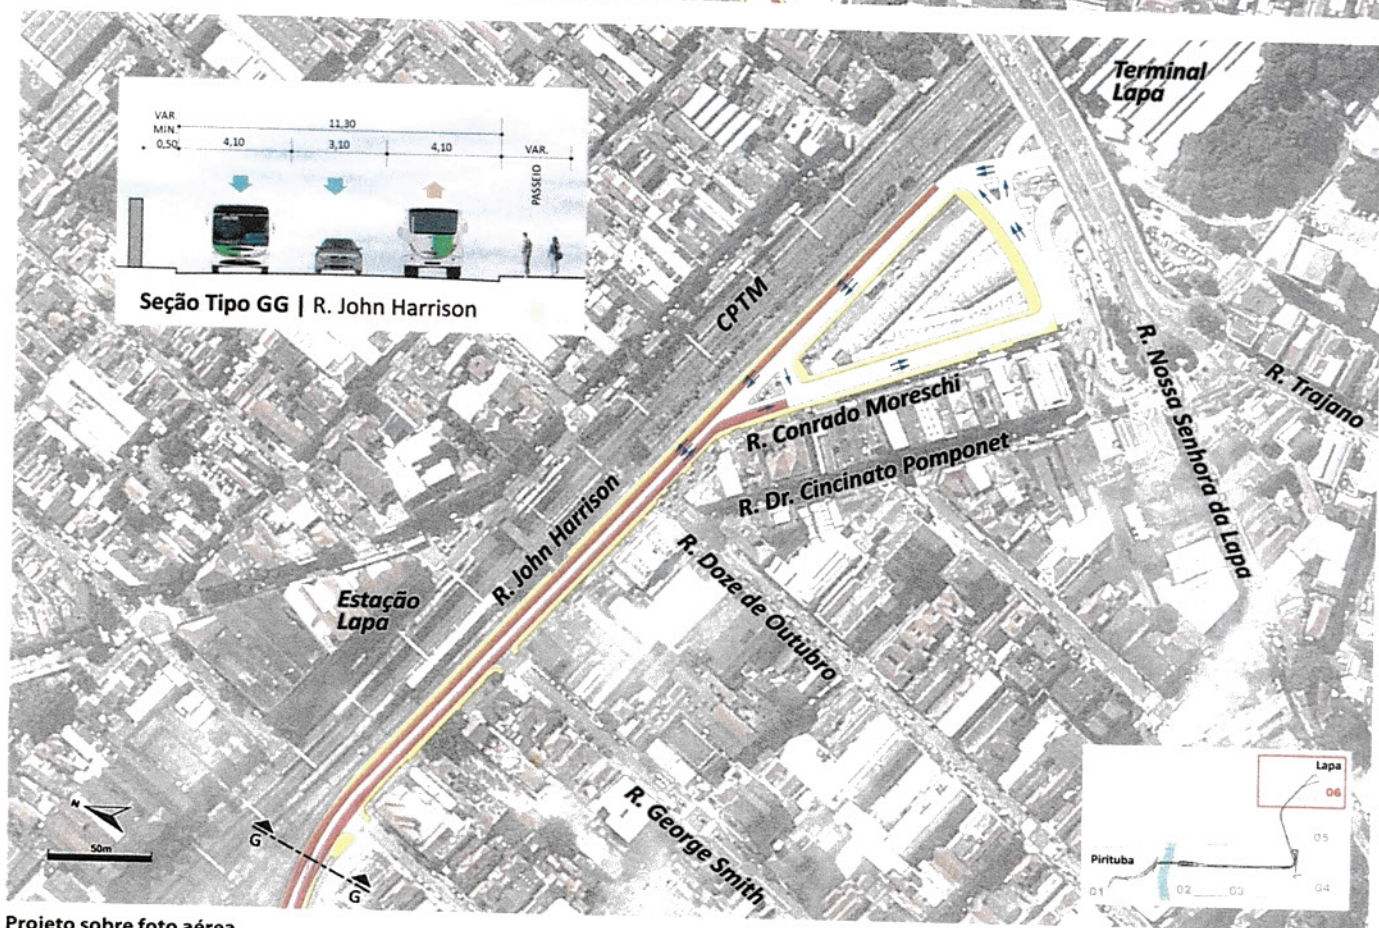 Terminal
Lapa
VAR.
MIN.
0,50
11,30
4,10
3,10
4,10
VAR.
PASSEIO
Seção Tipo GG | R. John Harrison
CPTM
R. Nossa Senhora da Lapa
R. Trajano
R. Conrado Moreschi
R. Dr. Cincinato Pomponet
R. John Harrison
R. Doze de Outubro
Estação
Lapa
R. George Smith
N
50m
G
G
Lapa
06
05
Pirituba
01
02
03
04
Projeto sobre foto aérea